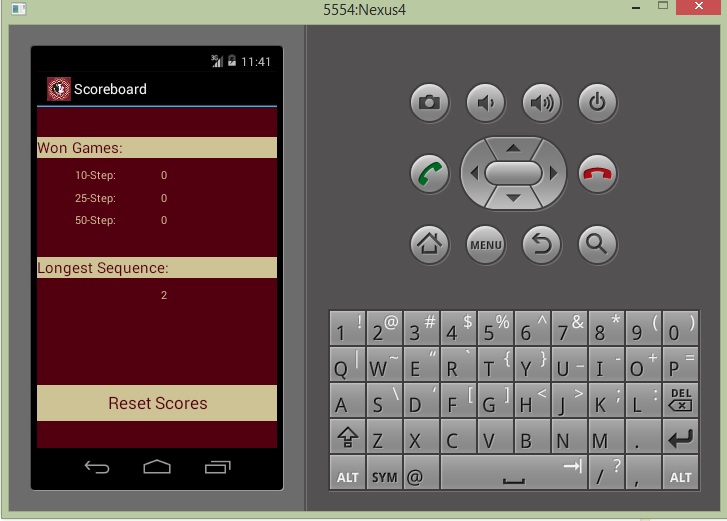 5554:Nexus4
3G 11:41
Scoreboard
Won Games:
10-Step: 0
25-Step: 0
50-Step: 0
Longest Sequence:
2
Reset Scores
MENU
1 ! 2 @ 3 # 4 $ 5 % 6 ^ 7 & 8 * 9 ( 0 )
Q | W ~ E “ R ` T { Y } U _ I - O + P =
A S \ D ‘ F [ G ] H < J > K ; L : DEL
Z X C V B N M .
ALT SYM @ / ? , ALT